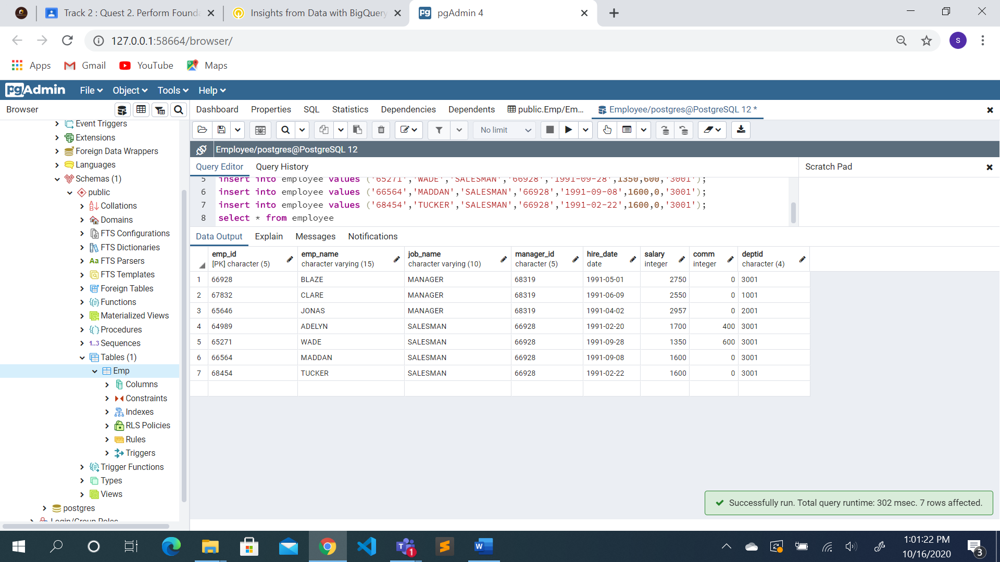 Track 2 : Quest 2. Perform Founda
Insights from Data with BigQuery
pgAdmin 4
127.0.0.1:58664/browser/
S
Apps
Gmail
YouTube
Maps
pgAdmin
File
Object
Tools
Help
Browser
Dashboard
Properties
SQL
Statistics
Dependencies
Dependents
public.Emp/Em...
Employee/postgres@PostgreSQL 12 *
No limit
Employee/postgres@PostgreSQL 12
Query Editor
Query History
Scratch Pad
5 insert into employee values ('65271','WADE','SALESMAN','66928','1991-09-28',1350,600,'3001');
6 insert into employee values ('66564','MADDAN','SALESMAN','66928','1991-09-08',1600,0,'3001');
7 insert into employee values ('68454','TUCKER','SALESMAN','66928','1991-02-22',1600,0,'3001');
8 select * from employee
Data Output
Explain
Messages
Notifications
emp_id emp_name job_name manager_id hire_date salary comm deptid
[PK] character (5) character varying (15) character varying (10) character (5) date integer integer character (4)
1 66928 BLAZE MANAGER 68319 1991-05-01 2750 0 3001
2 67832 CLARE MANAGER 68319 1991-06-09 2550 0 1001
3 65646 JONAS MANAGER 68319 1991-04-02 2957 0 2001
4 64989 ADELYN SALESMAN 66928 1991-02-20 1700 400 3001
5 65271 WADE SALESMAN 66928 1991-09-28 1350 600 3001
6 66564 MADDAN SALESMAN 66928 1991-09-08 1600 0 3001
7 68454 TUCKER SALESMAN 66928 1991-02-22 1600 0 3001
Event Triggers
Extensions
Foreign Data Wrappers
Languages
Schemas (1)
public
Collations
Domains
FTS Configurations
FTS Dictionaries
Aa FTS Parsers
FTS Templates
Foreign Tables
Functions
Materialized Views
Procedures
1..3 Sequences
Tables (1)
Emp
Columns
Constraints
Indexes
RLS Policies
Rules
Triggers
Trigger Functions
Types
Views
postgres
Login/Group Roles
Successfully run. Total query runtime: 302 msec. 7 rows affected.
1:01:22 PM
10/16/2020
1
3